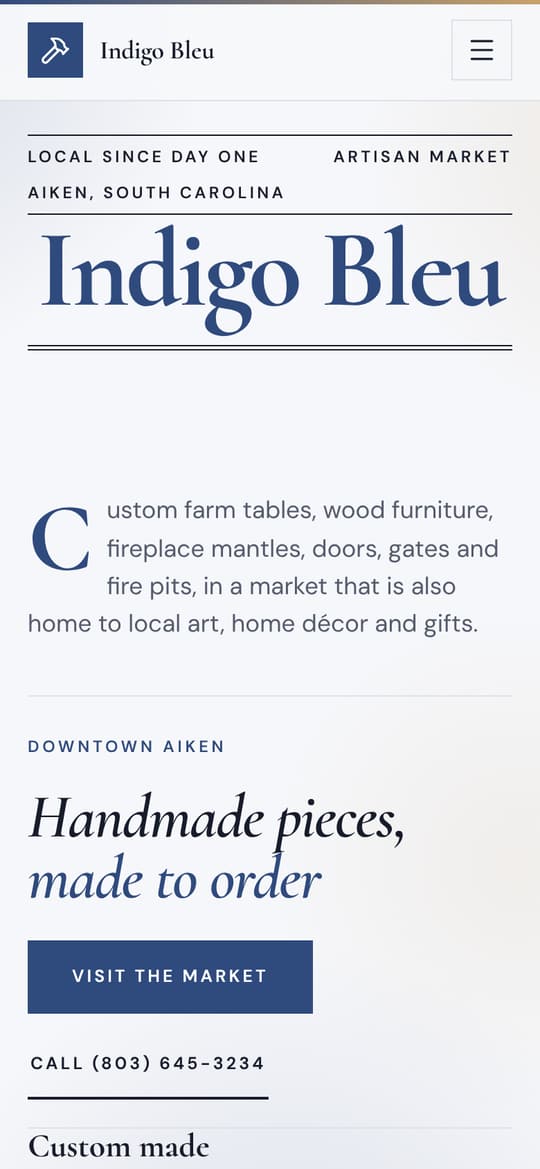 Indigo Bleu
LOCAL SINCE DAY ONE
ARTISAN MARKET
AIKEN, SOUTH CAROLINA
Indigo Bleu
Custom farm tables, wood furniture,
fireplace mantles, doors, gates and
fire pits, in a market that is also
home to local art, home décor and gifts.
DOWNTOWN AIKEN
Handmade pieces,
made to order
VISIT THE MARKET
CALL (803) 645-3234
Custom made